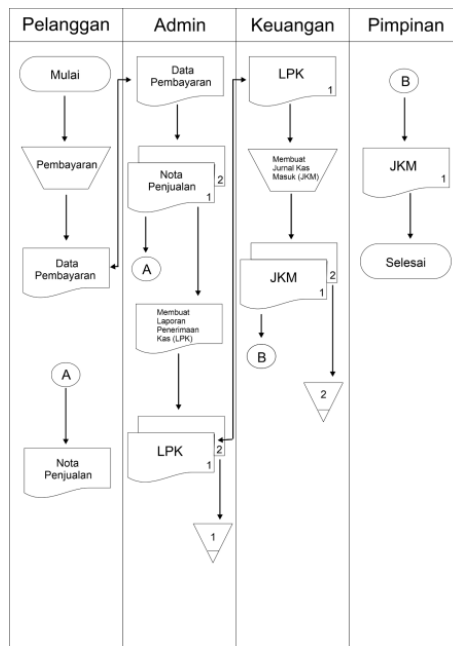 Pelanggan
Admin
Keuangan
Pimpinan
Mulai
Pembayaran
Data
Pembayaran
A
Nota
Penjualan
Data
Pembayaran
2
Nota
Penjualan
1
A
Membuat
Laporan
Penerimaan
Kas (LPK)
LPK
2
1
1
LPK
1
Membuat
Jurnal Kas
Masuk (JKM)
JKM
2
1
B
2
B
JKM
1
Selesai